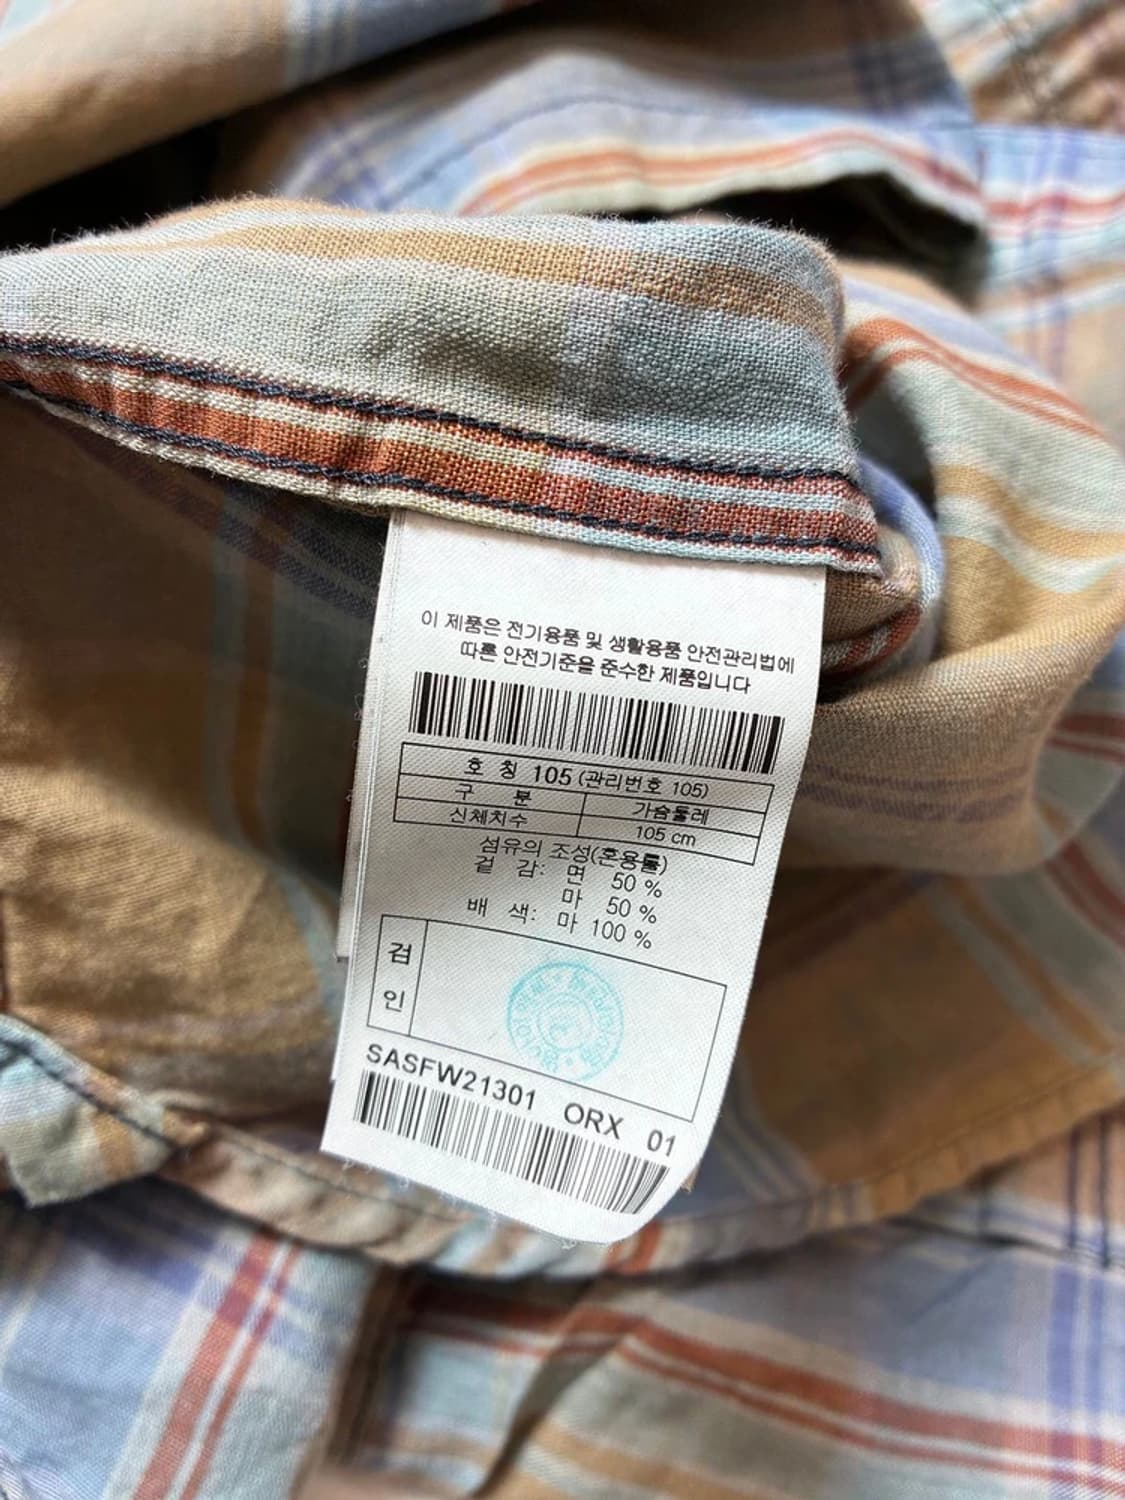 이 제품은 전기용품 및 생활용품 안전관리법에
따른 안전기준을 준수한 제품입니다
호 칭 105 (관리번호 105)
구 분 가슴둘레
신체치수 105 cm
섬유의 조성(혼용률)
겉 감: 면 50 %
마 50 %
배 색: 마 100 %
검
인
SASFW21301 ORX 01